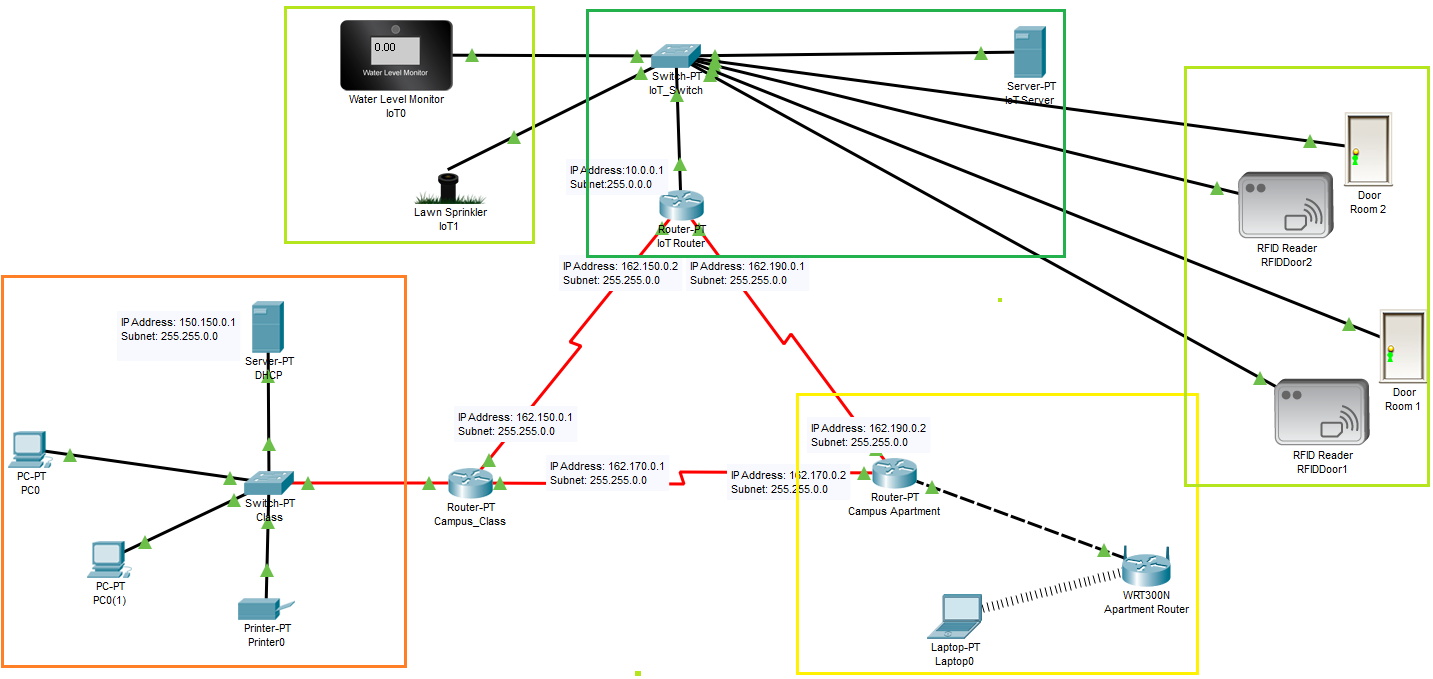 0.00
Water Level Monitor
Water Level Monitor
IoT0
Lawn Sprinkler
IoT1
Switch-PT
IoT_Switch
Server-PT
IoT Server
IP Address:10.0.0.1
Subnet:255.0.0.0
Router-PT
IoT Router
IP Address: 162.150.0.2
Subnet: 255.255.0.0
IP Address: 162.190.0.1
Subnet: 255.255.0.0
Door
Room 2
RFID Reader
RFIDDoor2
Door
Room 1
RFID Reader
RFIDDoor1
IP Address: 150.150.0.1
Subnet: 255.255.0.0
Server-PT
DHCP
PC-PT
PC0
Switch-PT
Class
PC-PT
PC0(1)
Printer-PT
Printer0
IP Address: 162.150.0.1
Subnet: 255.255.0.0
IP Address: 162.170.0.1
Subnet: 255.255.0.0
Router-PT
Campus_Class
IP Address: 162.190.0.2
Subnet: 255.255.0.0
IP Address: 162.170.0.2
Subnet: 255.255.0.0
Router-PT
Campus Apartment
WRT300N
Apartment Router
Laptop-PT
Laptop0